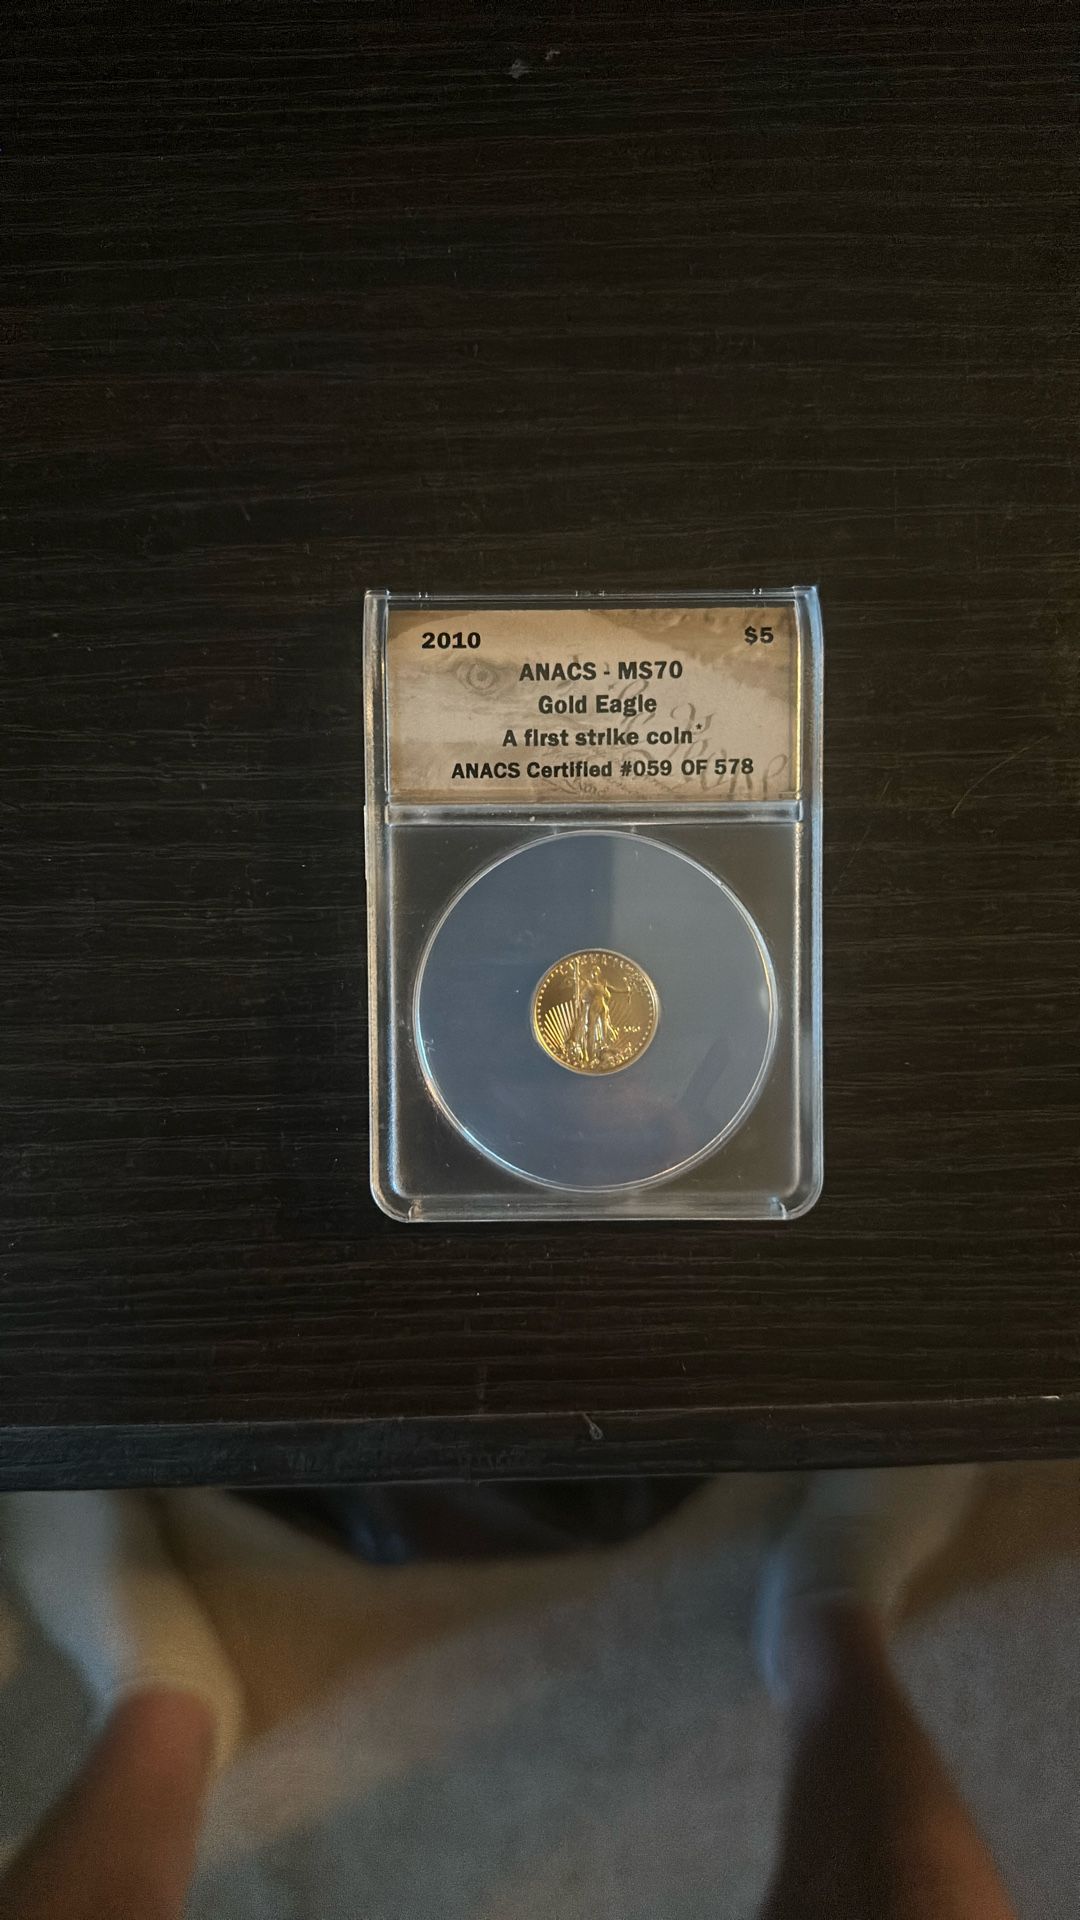 2010 $5
ANACS - MS70
Gold Eagle
A first strike coin*
ANACS Certified #059 OF 578